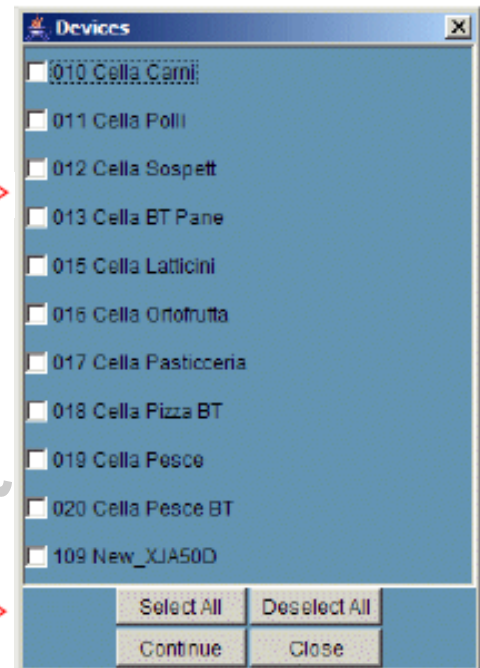 Devices
010 Cella Carni
011 Cella Polli
012 Cella Sospett
013 Cella BT Pane
015 Cella Latticini
016 Cella Ortofrutta
017 Cella Pasticceria
018 Cella Pizza BT
019 Cella Pesce
020 Cella Pesce BT
109 New_XJA50D
Select All Deselect All
Continue Close